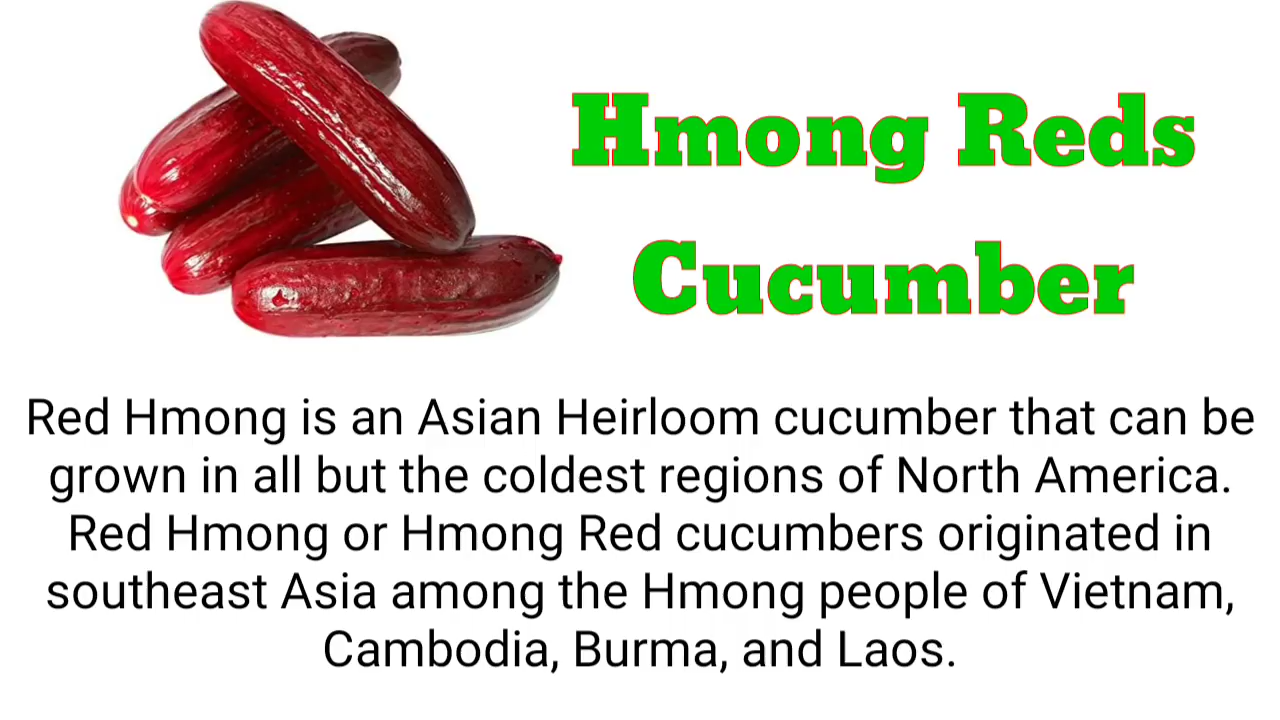 Hmong Reds
Cucumber
Red Hmong is an Asian Heirloom cucumber that can be
grown in all but the coldest regions of North America.
Red Hmong or Hmong Red cucumbers originated in
southeast Asia among the Hmong people of Vietnam,
Cambodia, Burma, and Laos.